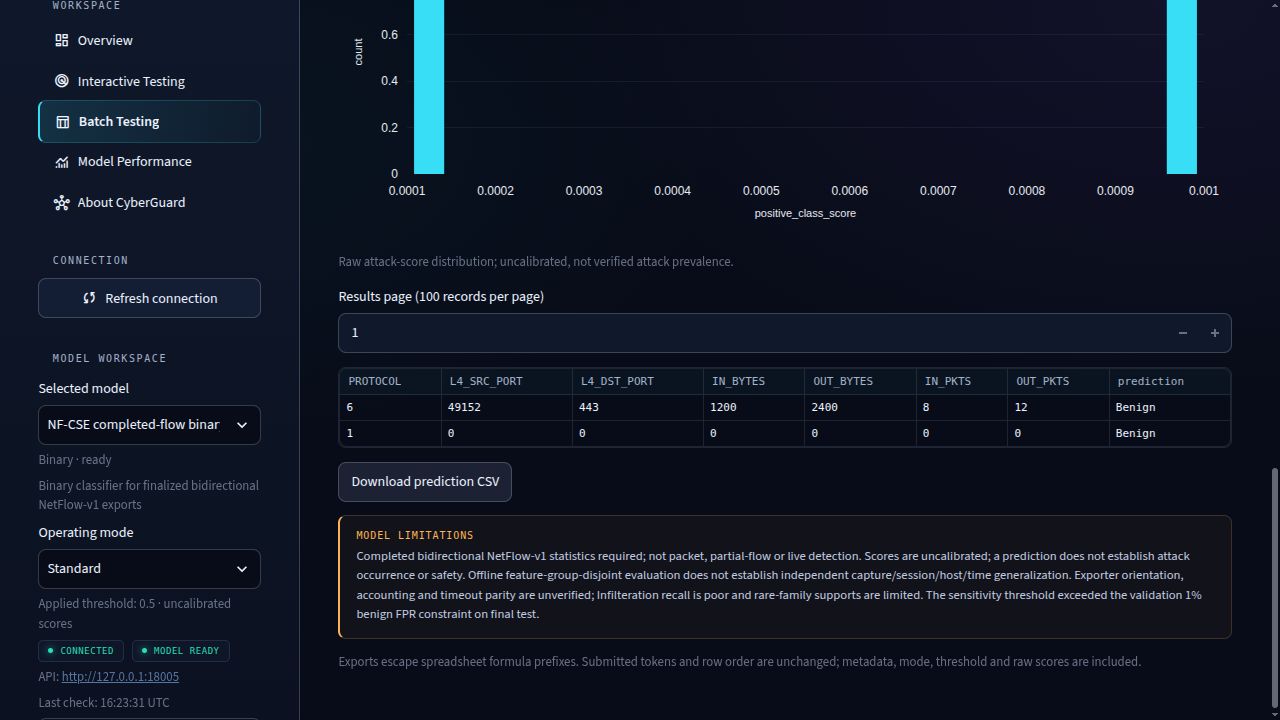 WORKSPACE
Overview
Interactive Testing
Batch Testing
Model Performance
About CyberGuard
CONNECTION
Refresh connection
MODEL WORKSPACE
Selected model
NF-CSE completed-flow binar
Binary · ready
Binary classifier for finalized bidirectional
NetFlow-v1 exports
Operating mode
Standard
Applied threshold: 0.5 · uncalibrated
scores
CONNECTED MODEL READY
API: http://127.0.0.1:18005
Last check: 16:23:31 UTC
count
0.6
0.4
0.2
0
0.0001 0.0002 0.0003 0.0004 0.0005 0.0006 0.0007 0.0008 0.0009 0.001
positive_class_score
Raw attack-score distribution; uncalibrated, not verified attack prevalence.
Results page (100 records per page)
1
PROTOCOL L4_SRC_PORT L4_DST_PORT IN_BYTES OUT_BYTES IN_PKTS OUT_PKTS prediction
6 49152 443 1200 2400 8 12 Benign
1 0 0 0 0 0 0 Benign
Download prediction CSV
MODEL LIMITATIONS
Completed bidirectional NetFlow-v1 statistics required; not packet, partial-flow or live detection. Scores are uncalibrated; a prediction does not establish attack
occurrence or safety. Offline feature-group-disjoint evaluation does not establish independent capture/session/host/time generalization. Exporter orientation,
accounting and timeout parity are unverified; Infilteration recall is poor and rare-family supports are limited. The sensitivity threshold exceeded the validation 1%
benign FPR constraint on final test.
Exports escape spreadsheet formula prefixes. Submitted tokens and row order are unchanged; metadata, mode, threshold and raw scores are included.